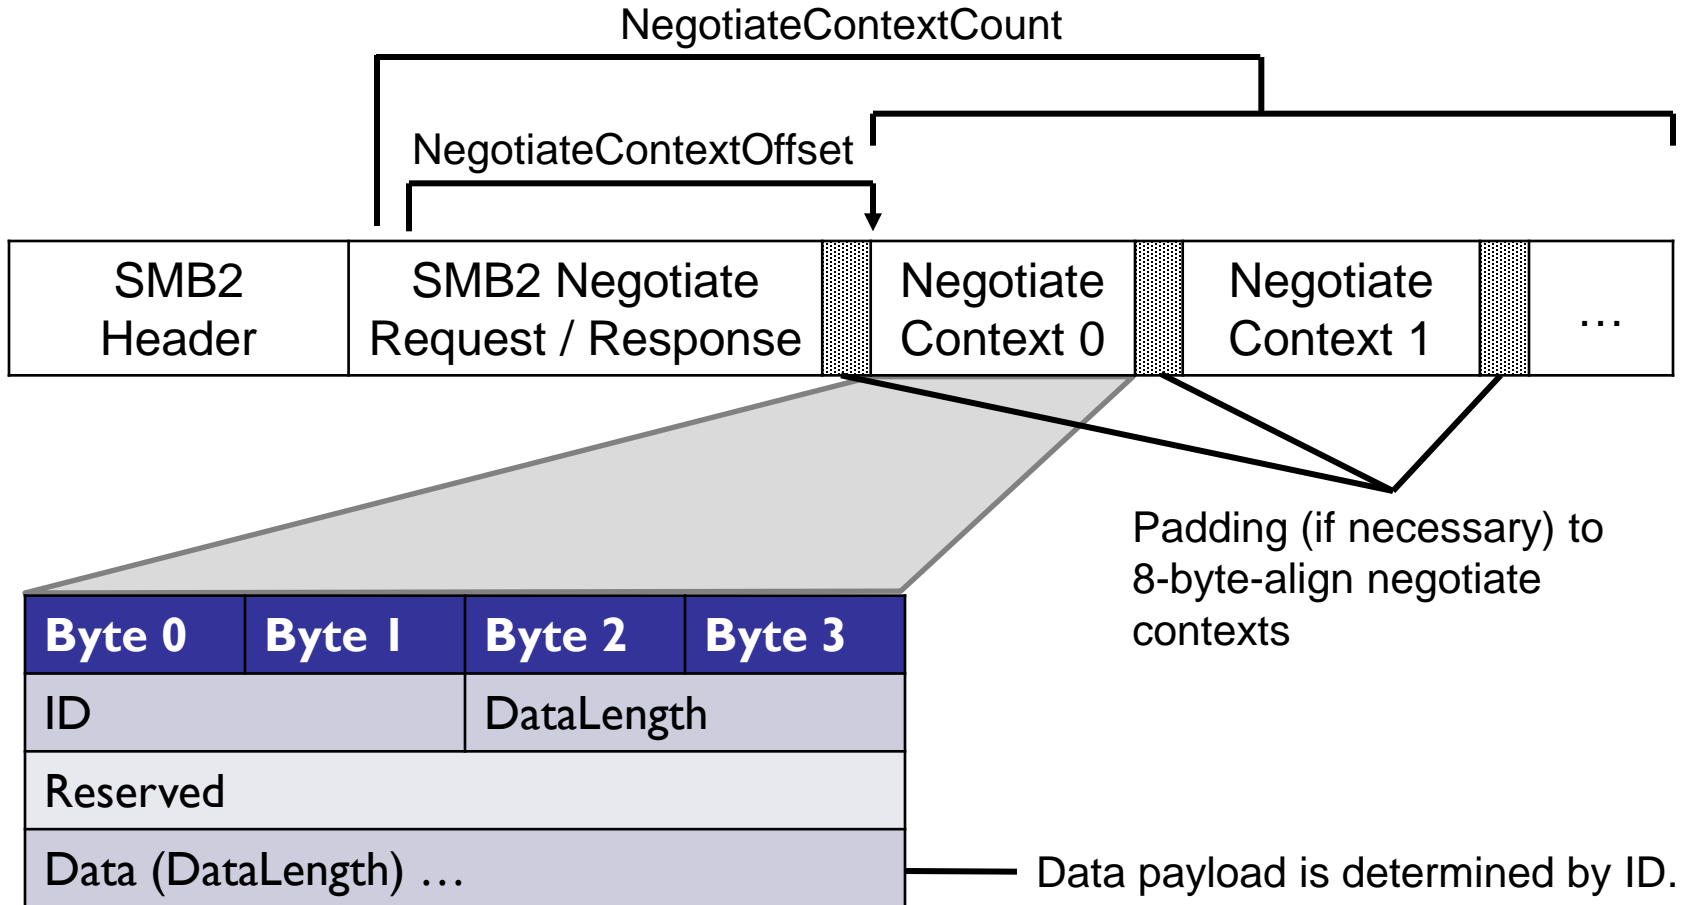 NegotiateContextCount
NegotiateContextOffset
SMB2
Header
SMB2 Negotiate
Request / Response
Negotiate
Context 0
Negotiate
Context 1
…
Padding (if necessary) to
8-byte-align negotiate
contexts
Byte 0 Byte 1 Byte 2 Byte 3
ID DataLength
Reserved
Data (DataLength) …
Data payload is determined by ID.